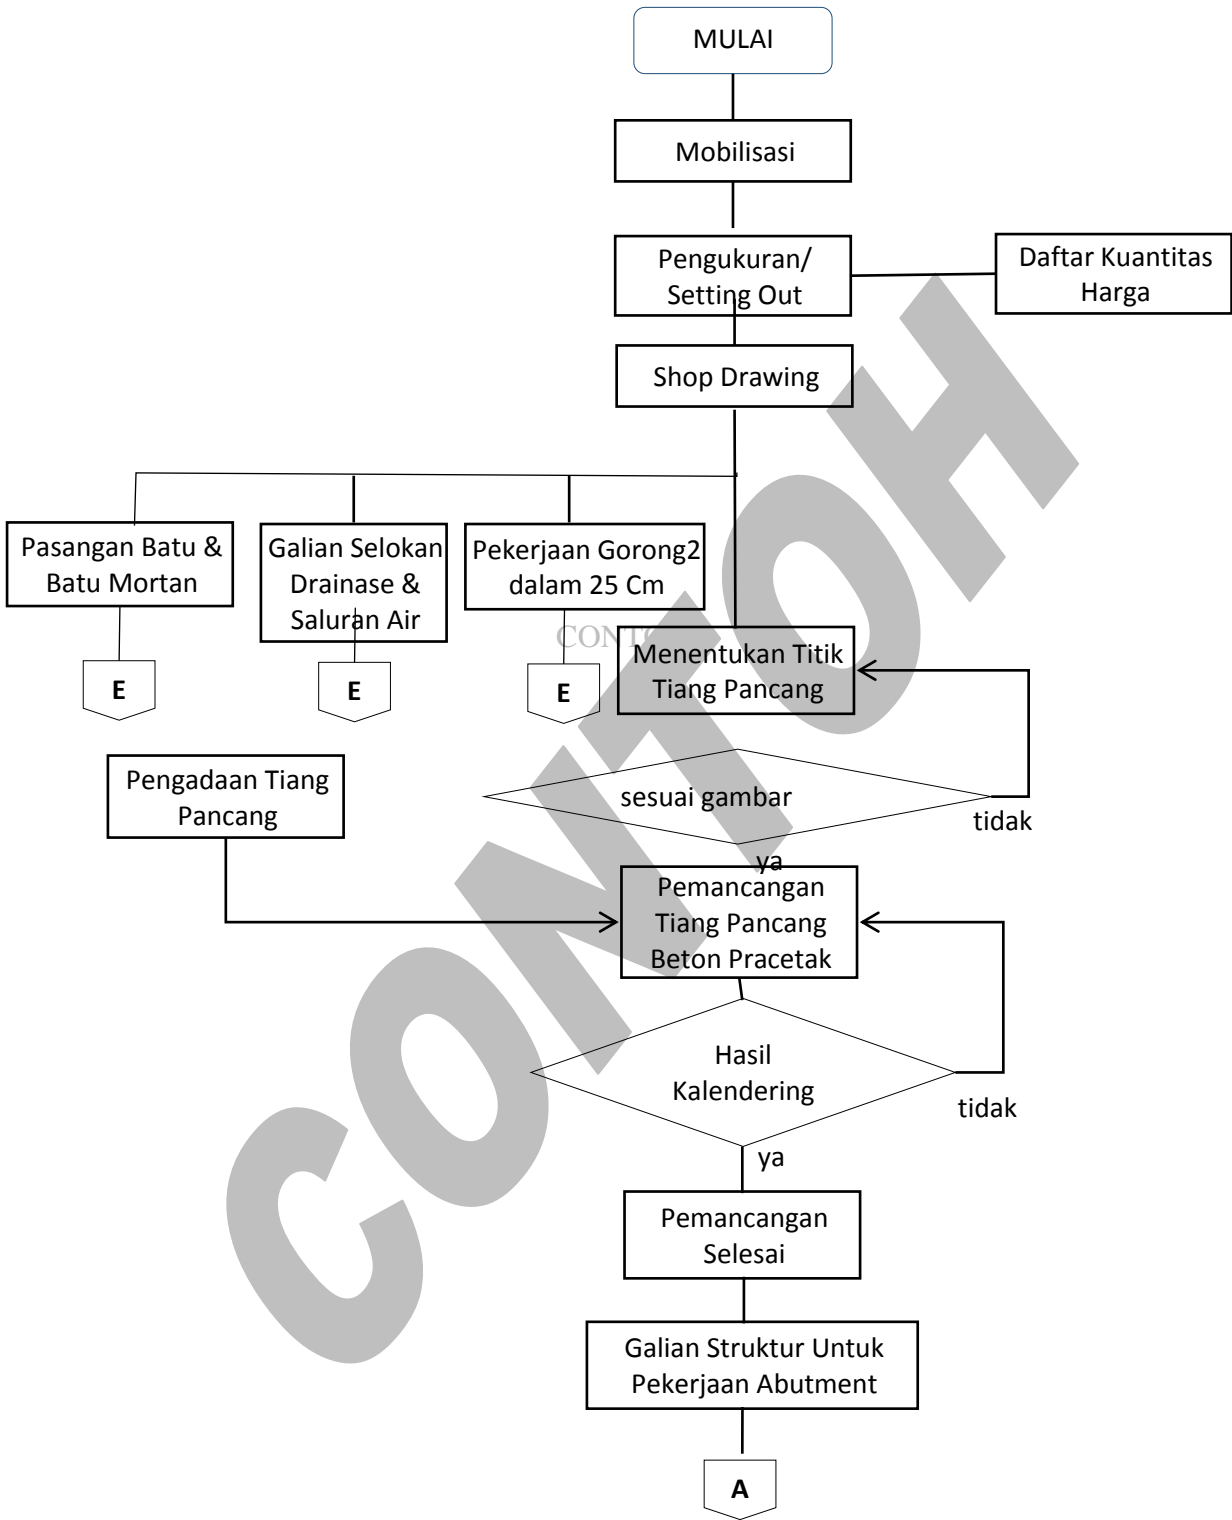 MULAI
Mobilisasi
Pengukuran/
Setting Out
Daftar Kuantitas
Harga
Shop Drawing
Pasangan Batu &
Batu Mortan
Galian Selokan
Drainase &
Saluran Air
Pekerjaan Gorong2
dalam 25 Cm
E
E
E
Menentukan Titik
Tiang Pancang
Pengadaan Tiang
Pancang
sesuai gambar
tidak
ya
Pemancangan
Tiang Pancang
Beton Pracetak
Hasil
Kalendering
tidak
ya
Pemancangan
Selesai
Galian Struktur Untuk
Pekerjaan Abutment
A
CONTOH